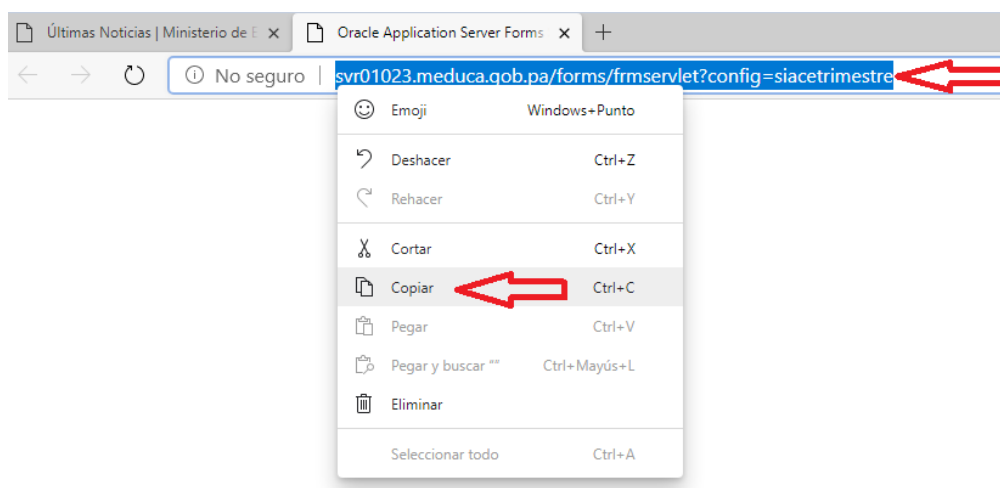 Últimas Noticias | Ministerio de E
Oracle Application Server Forms
No seguro | svr01023.meduca.gob.pa/forms/frmservlet?config=siacetrimestre
Emoji Windows+Punto
Deshacer Ctrl+Z
Rehacer Ctrl+Y
Cortar Ctrl+X
Copiar Ctrl+C
Pegar Ctrl+V
Pegar y buscar "" Ctrl+Mayús+L
Eliminar
Seleccionar todo Ctrl+A